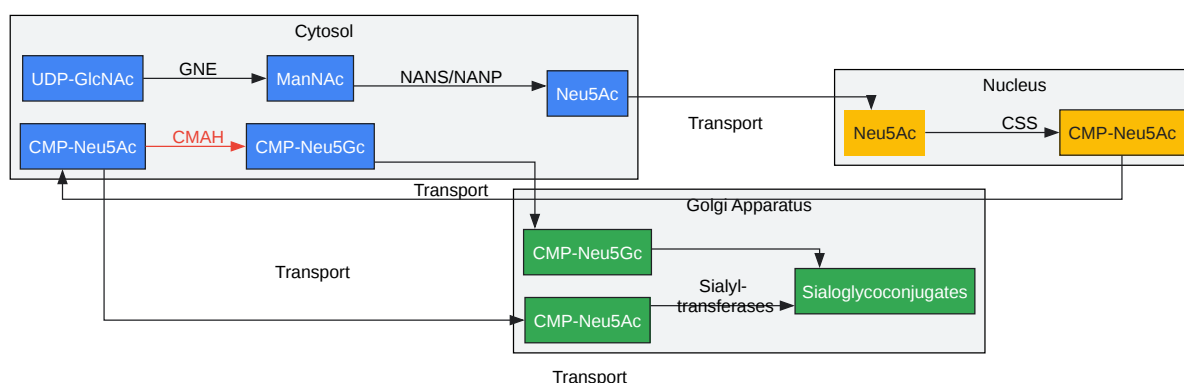 Cytosol
UDP-GlcNAc
GNE
ManNAc
NANS/NANP
Neu5Ac
CMP-Neu5Ac
CMAH
CMP-Neu5Gc
Transport
Nucleus
Neu5Ac
CSS
CMP-Neu5Ac
Transport
Golgi Apparatus
CMP-Neu5Gc
Transport
Sialyl-
transferases
Sialoglycoconjugates
CMP-Neu5Ac
Transport